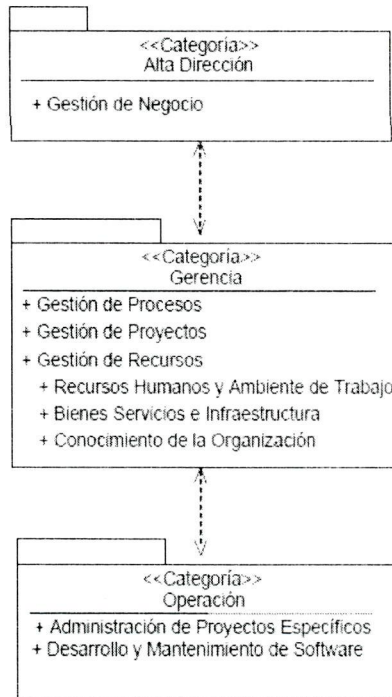 <<Categoría>>
Alta Dirección
+ Gestión de Negocio
<<Categoría>>
Gerencia
+ Gestión de Procesos
+ Gestión de Proyectos
+ Gestión de Recursos
+ Recursos Humanos y Ambiente de Trabajo
+ Bienes Servicios e Infraestructura
+ Conocimiento de la Organización
<<Categoría>>
Operación
+ Administración de Proyectos Específicos
+ Desarrollo y Mantenimiento de Software